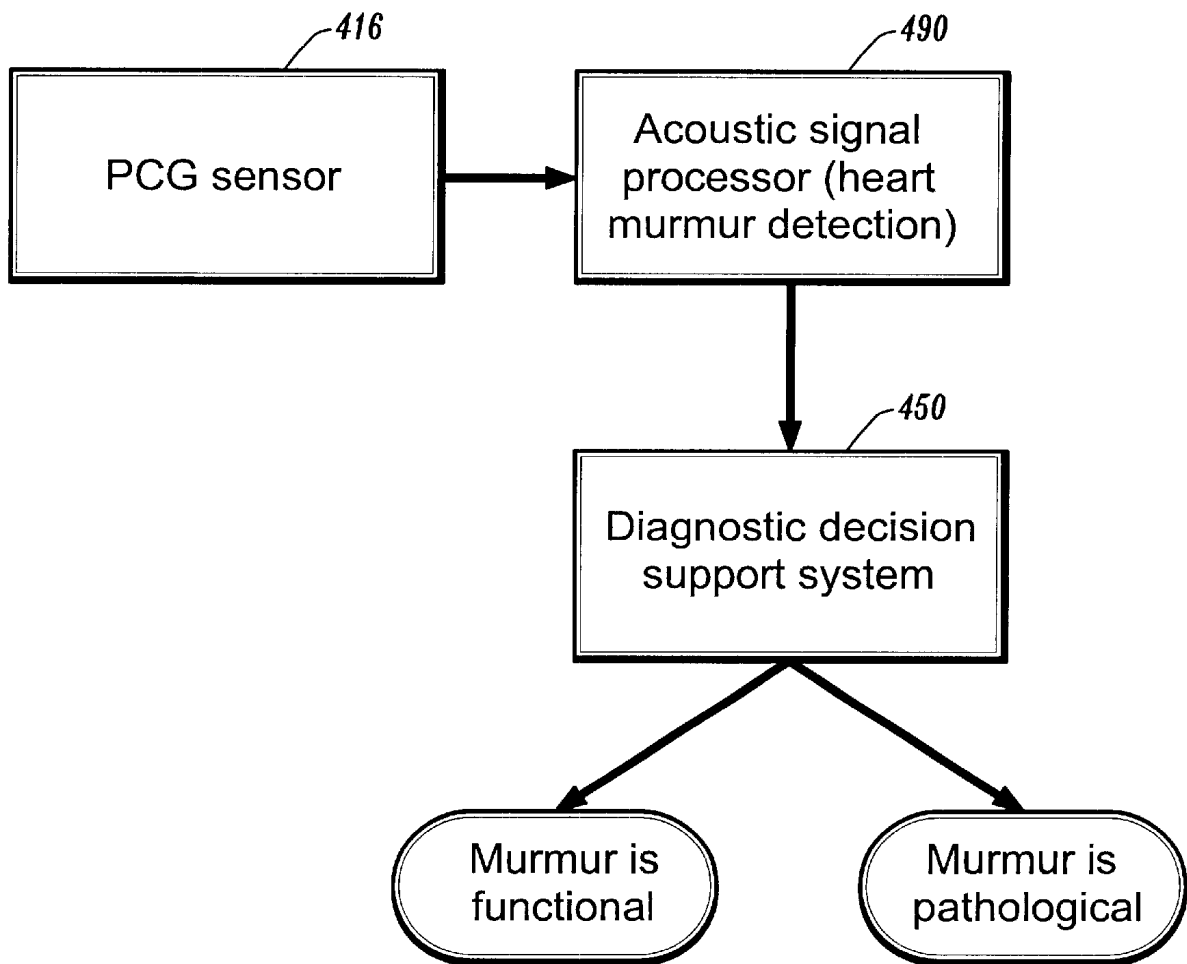 416
490
PCG sensor
Acoustic signal
processor (heart
murmur detection)
450
Diagnostic decision
support system
Murmur is
functional
Murmur is
pathological